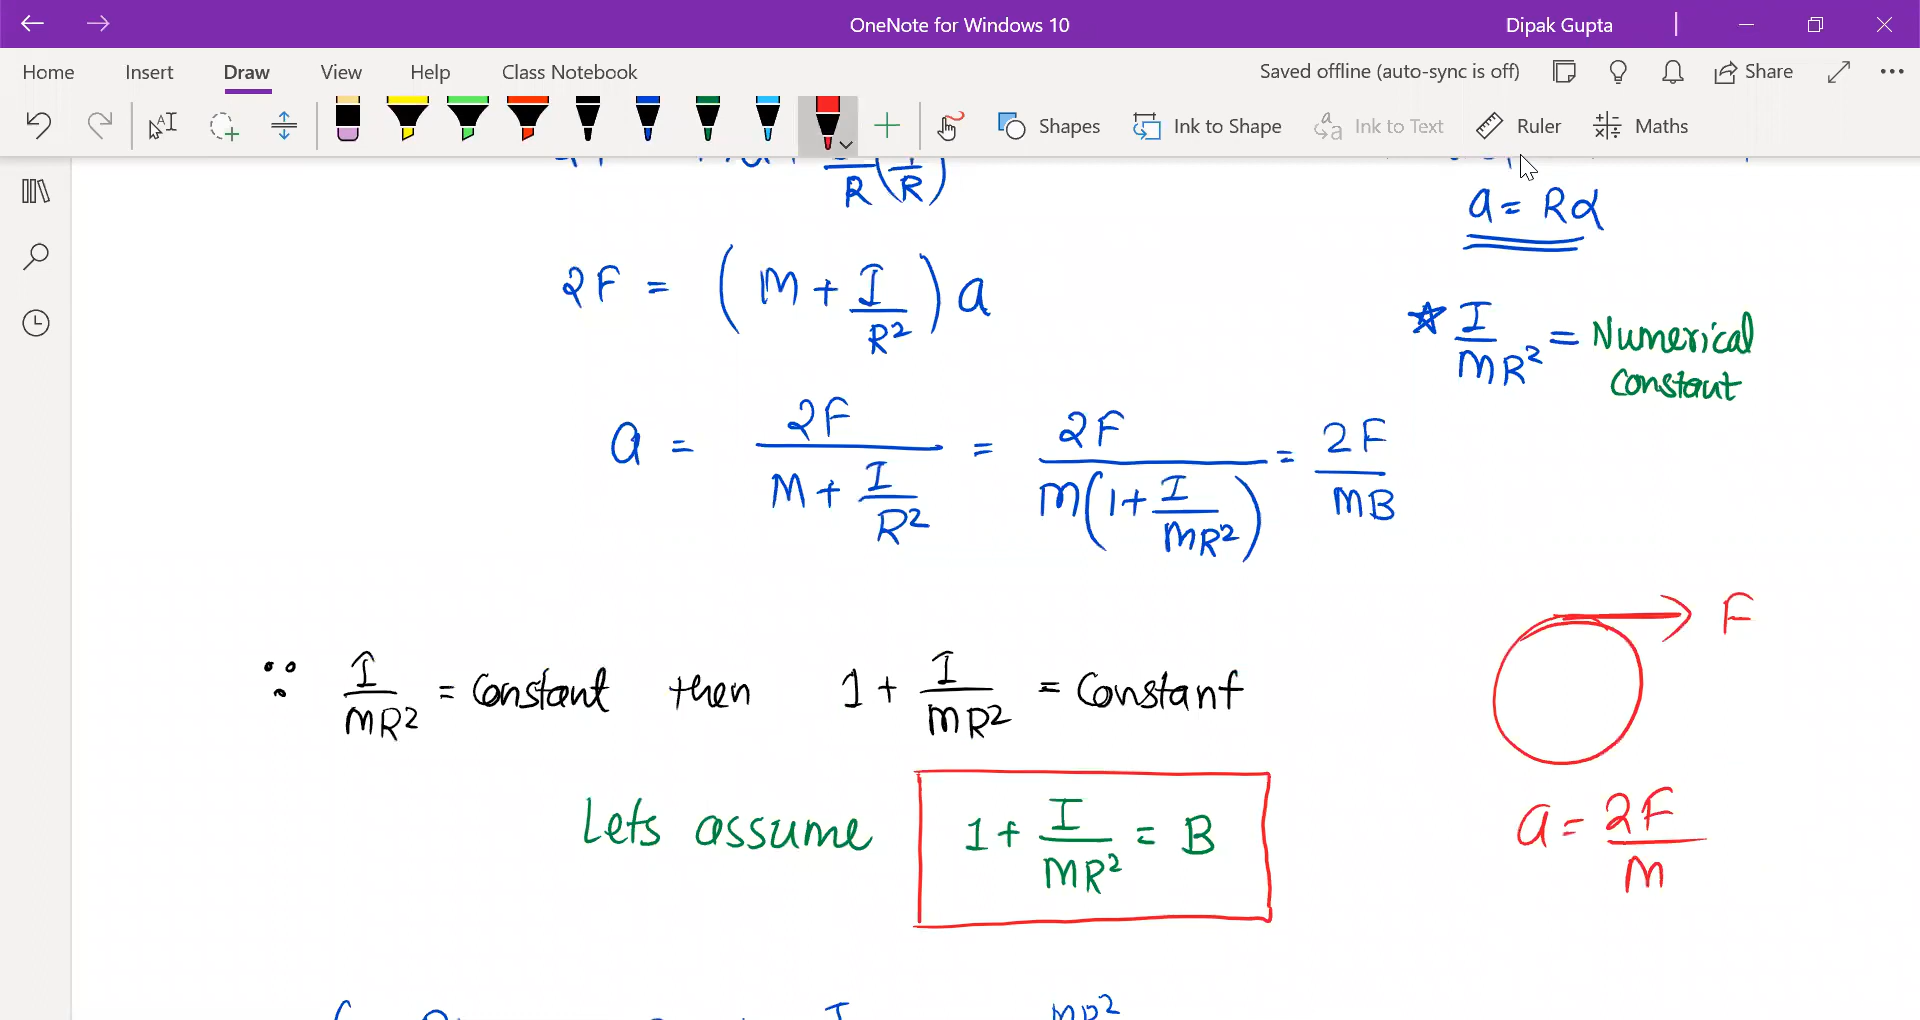 OneNote for Windows 10
Dipak Gupta
Home Insert Draw View Help Class Notebook
Saved offline (auto-sync is off) Share
Shapes Ink to Shape Ink to Text Ruler Maths
a = Rα
2F = (M + I/R²) a
* I/MR² = Numerical
constant
a = 2F/(M + I/R²) = 2F/(M(1 + I/MR²)) = 2F/MB
F
∵ I/MR² = Constant then 1 + I/MR² = Constant
Lets assume 1 + I/MR² = B
a = 2F/M